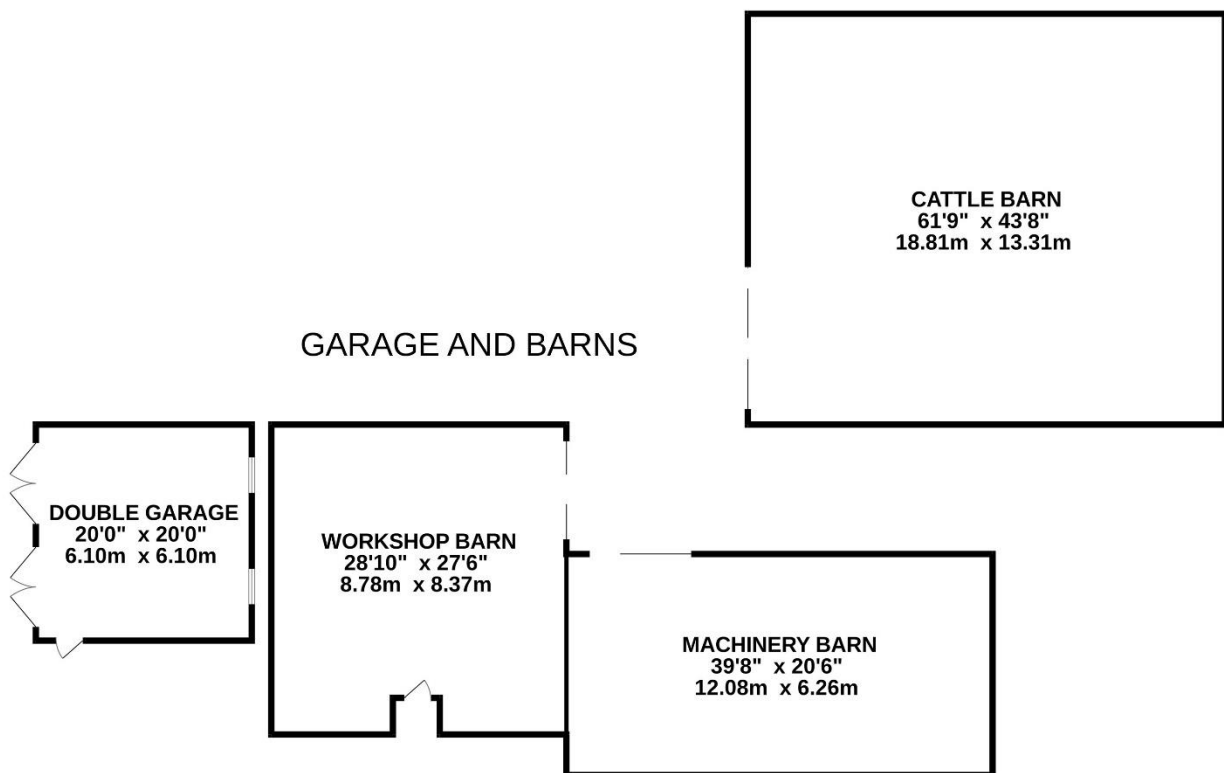 CATTLE BARN
61'9" x 43'8"
18.81m x 13.31m
GARAGE AND BARNS
DOUBLE GARAGE
20'0" x 20'0"
6.10m x 6.10m
WORKSHOP BARN
28'10" x 27'6"
8.78m x 8.37m
MACHINERY BARN
39'8" x 20'6"
12.08m x 6.26m